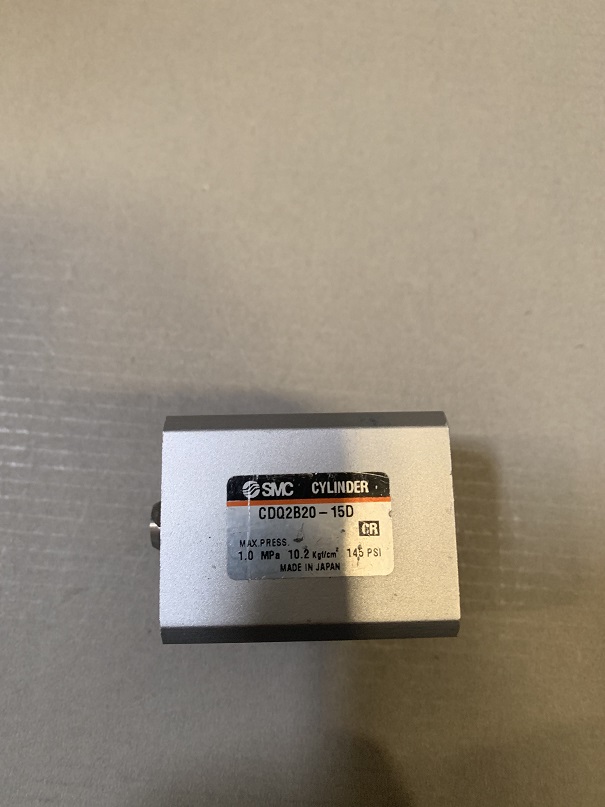 SMC CYLINDER
CDQ2B20-15D
CR
MAX.PRESS.
1.0 MPa 10.2 Kgf/cm² 145 PSI
MADE IN JAPAN